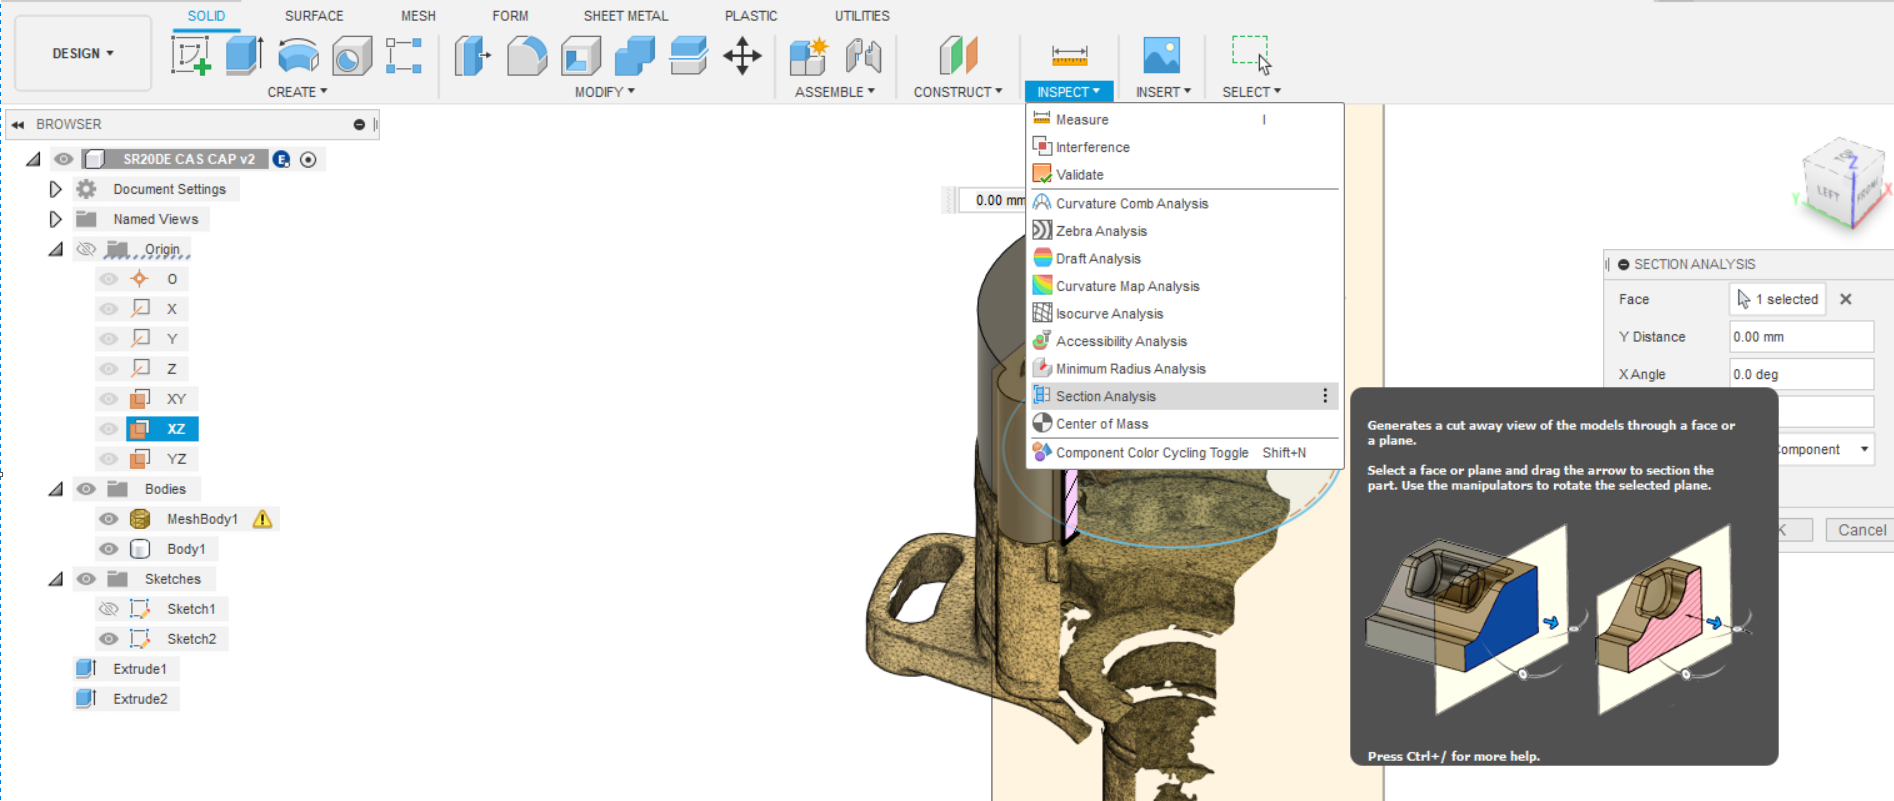 SOLID SURFACE MESH FORM SHEET METAL PLASTIC UTILITIES
DESIGN
CREATE MODIFY ASSEMBLE CONSTRUCT INSPECT INSERT SELECT
BROWSER
SR20DE CAS CAP v2
E
Document Settings
Named Views
Origin
O
X
Y
Z
XY
XZ
YZ
Bodies
MeshBody1
Body1
Sketches
Sketch1
Sketch2
Extrude1
Extrude2
0.00 mm
Measure I
Interference
Validate
Curvature Comb Analysis
Zebra Analysis
Draft Analysis
Curvature Map Analysis
Isocurve Analysis
Accessibility Analysis
Minimum Radius Analysis
Section Analysis
Center of Mass
Component Color Cycling Toggle Shift+N
Z
LEFT
FRONT
Y
X
SECTION ANALYSIS
Face 1 selected
Y Distance 0.00 mm
X Angle 0.0 deg
Component
K Cancel
Generates a cut away view of the models through a face or
a plane.
Select a face or plane and drag the arrow to section the
part. Use the manipulators to rotate the selected plane.
Press Ctrl+/ for more help.